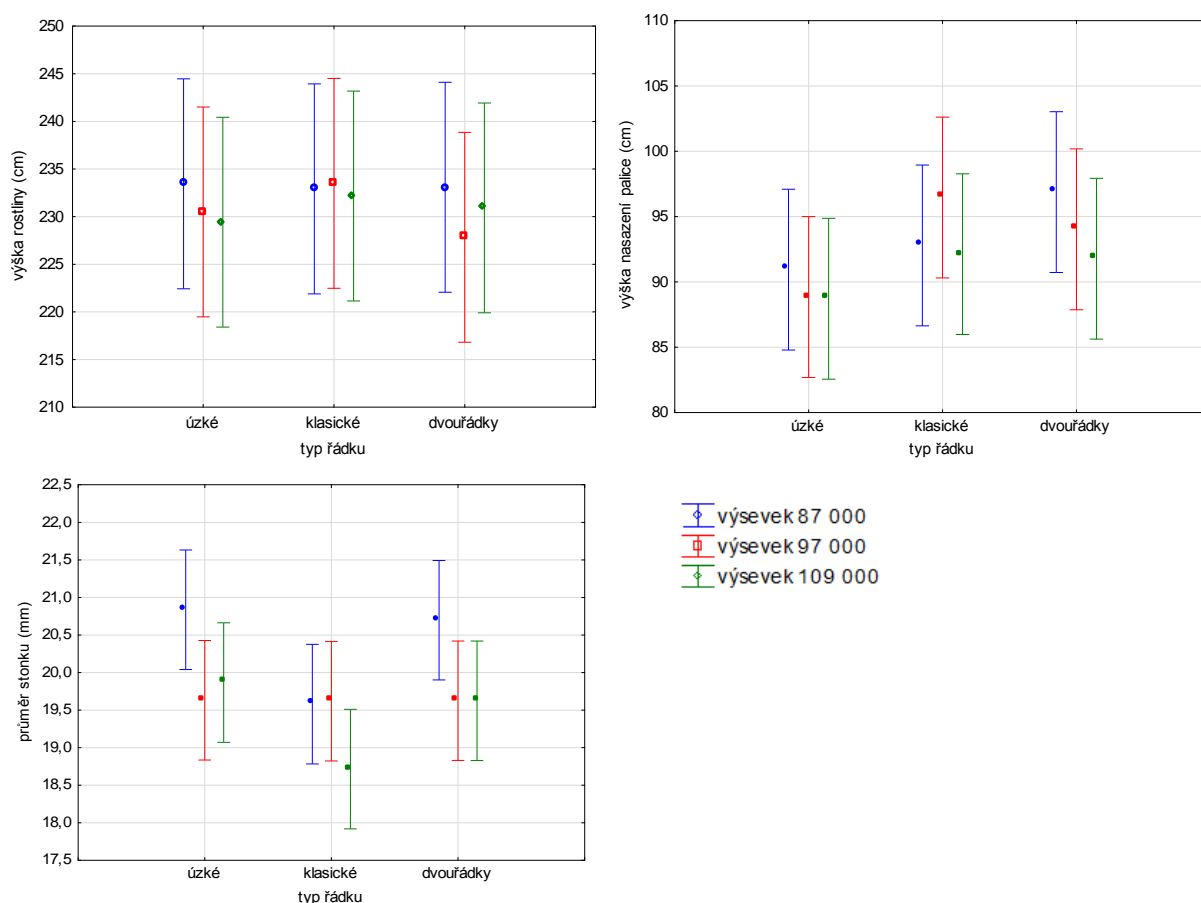 250
245
240
235
230
225
220
215
210
výška rostliny (cm)
úzké klasické dvouřádky
typ řádku
110
105
100
95
90
85
80
výška nasazení palice (cm)
úzké klasické dvouřádky
typ řádku
22,5
22,0
21,5
21,0
20,5
20,0
19,5
19,0
18,5
18,0
17,5
průměr stonku (mm)
úzké klasické dvouřádky
typ řádku
výsevek 87 000
výsevek 97 000
výsevek 109 000